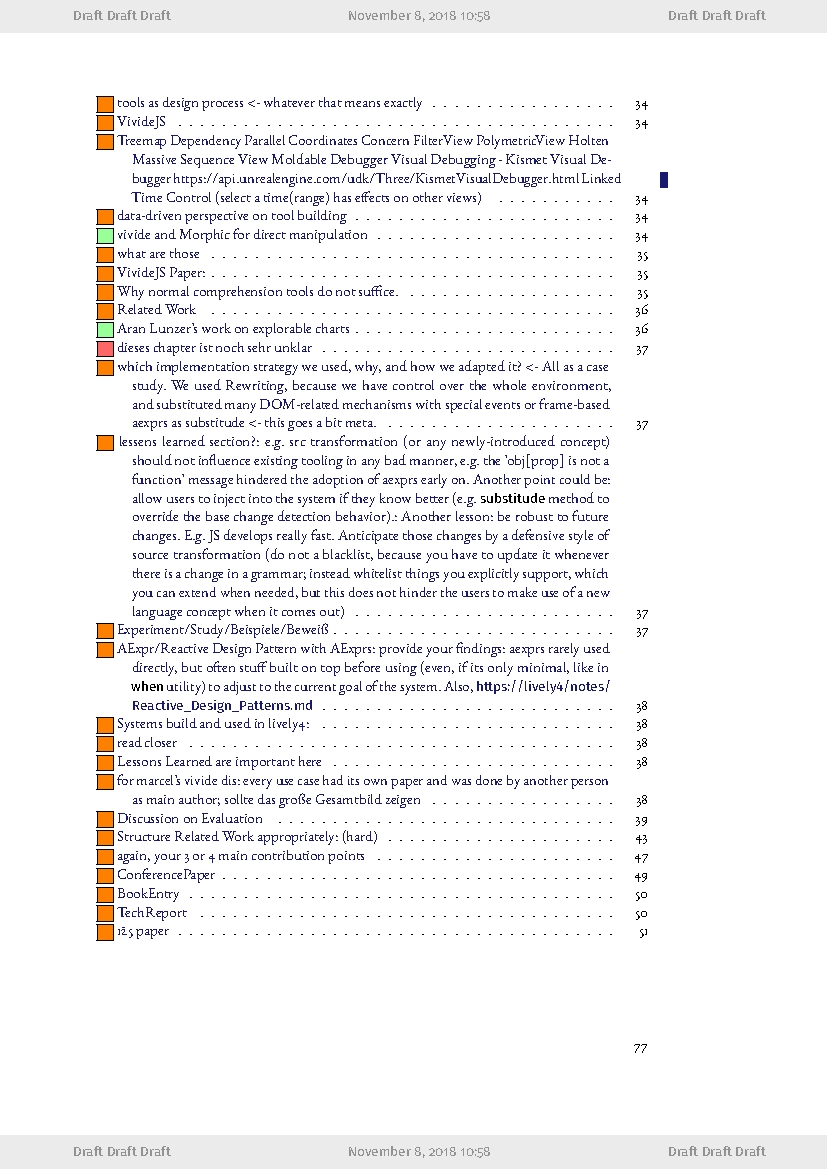 Draft Draft Draft November 8, 2018 10:58 Draft Draft Draft
tools as design process <- whatever that means exactly . . . . . . . . . . . . . . . . . 34
VivideJS . . . . . . . . . . . . . . . . . . . . . . . . . . . . . . . . . . . . 34
Treemap Dependency Parallel Coordinates Concern FilterView PolymetricView Holten
Massive Sequence View Moldable Debugger Visual Debugging - Kismet Visual De-
bugger https://api.unrealengine.com/udk/Three/KismetVisualDebugger.html Linked
Time Control (select a time(range) has effects on other views) . . . . . . . . . . . 34
data-driven perspective on tool building . . . . . . . . . . . . . . . . . . . . . . . 34
vivide and Morphic for direct manipulation . . . . . . . . . . . . . . . . . . . . . 34
what are those . . . . . . . . . . . . . . . . . . . . . . . . . . . . . . . . . 35
VivideJS Paper: . . . . . . . . . . . . . . . . . . . . . . . . . . . . . . . . . 35
Why normal comprehension tools do not suffice. . . . . . . . . . . . . . . . . . . 35
Related Work . . . . . . . . . . . . . . . . . . . . . . . . . . . . . . . . . 36
Aran Lunzer's work on explorable charts . . . . . . . . . . . . . . . . . . . . . . . 36
dieses chapter ist noch sehr unklar . . . . . . . . . . . . . . . . . . . . . . . . . 37
which implementation strategy we used, why, and how we adapted it? <- All as a case
study. We used Rewriting, because we have control over the whole environment,
and substituted many DOM-related mechanisms with special events or frame-based
aexprs as substitute <- this goes a bit meta. . . . . . . . . . . . . . . . . . . . . 37
lessens learned section?: e.g. src transformation (or any newly-introduced concept)
should not influence existing tooling in any bad manner, e.g. the 'obj[prop] is not a
function' message hindered the adoption of aexprs early on. Another point could be:
allow users to inject into the system if they know better (e.g. substitude method to
override the base change detection behavior).: Another lesson: be robust to future
changes. E.g. JS develops really fast. Anticipate those changes by a defensive style of
source transformation (do not a blacklist, because you have to update it whenever
there is a change in a grammar; instead whitelist things you explicitly support, which
you can extend when needed, but this does not hinder the users to make use of a new
language concept when it comes out) . . . . . . . . . . . . . . . . . . . . . . . 37
Experiment/Study/Beispiele/Beweiß . . . . . . . . . . . . . . . . . . . . . . . . . 37
AExpr/Reactive Design Pattern with AExprs: provide your findings: aexprs rarely used
directly, but often stuff built on top before using (even, if its only minimal, like in
when utility) to adjust to the current goal of the system. Also, https://lively4/notes/
Reactive_Design_Patterns.md . . . . . . . . . . . . . . . . . . . . . . . . . . 38
Systems build and used in lively4: . . . . . . . . . . . . . . . . . . . . . . . . . . 38
read closer . . . . . . . . . . . . . . . . . . . . . . . . . . . . . . . . . . . 38
Lessons Learned are important here . . . . . . . . . . . . . . . . . . . . . . . . . 38
for marcel's vivide dis: every use case had its own paper and was done by another person
as main author; sollte das große Gesamtbild zeigen . . . . . . . . . . . . . . . . . 38
Discussion on Evaluation . . . . . . . . . . . . . . . . . . . . . . . . . . . . . 39
Structure Related Work appropriately: (hard) . . . . . . . . . . . . . . . . . . . . 43
again, your 3 or 4 main contribution points . . . . . . . . . . . . . . . . . . . . . 47
ConferencePaper . . . . . . . . . . . . . . . . . . . . . . . . . . . . . . . . 49
BookEntry . . . . . . . . . . . . . . . . . . . . . . . . . . . . . . . . . . . 50
TechReport . . . . . . . . . . . . . . . . . . . . . . . . . . . . . . . . . . 50
125 paper . . . . . . . . . . . . . . . . . . . . . . . . . . . . . . . . . . . . 51
77
Draft Draft Draft November 8, 2018 10:58 Draft Draft Draft